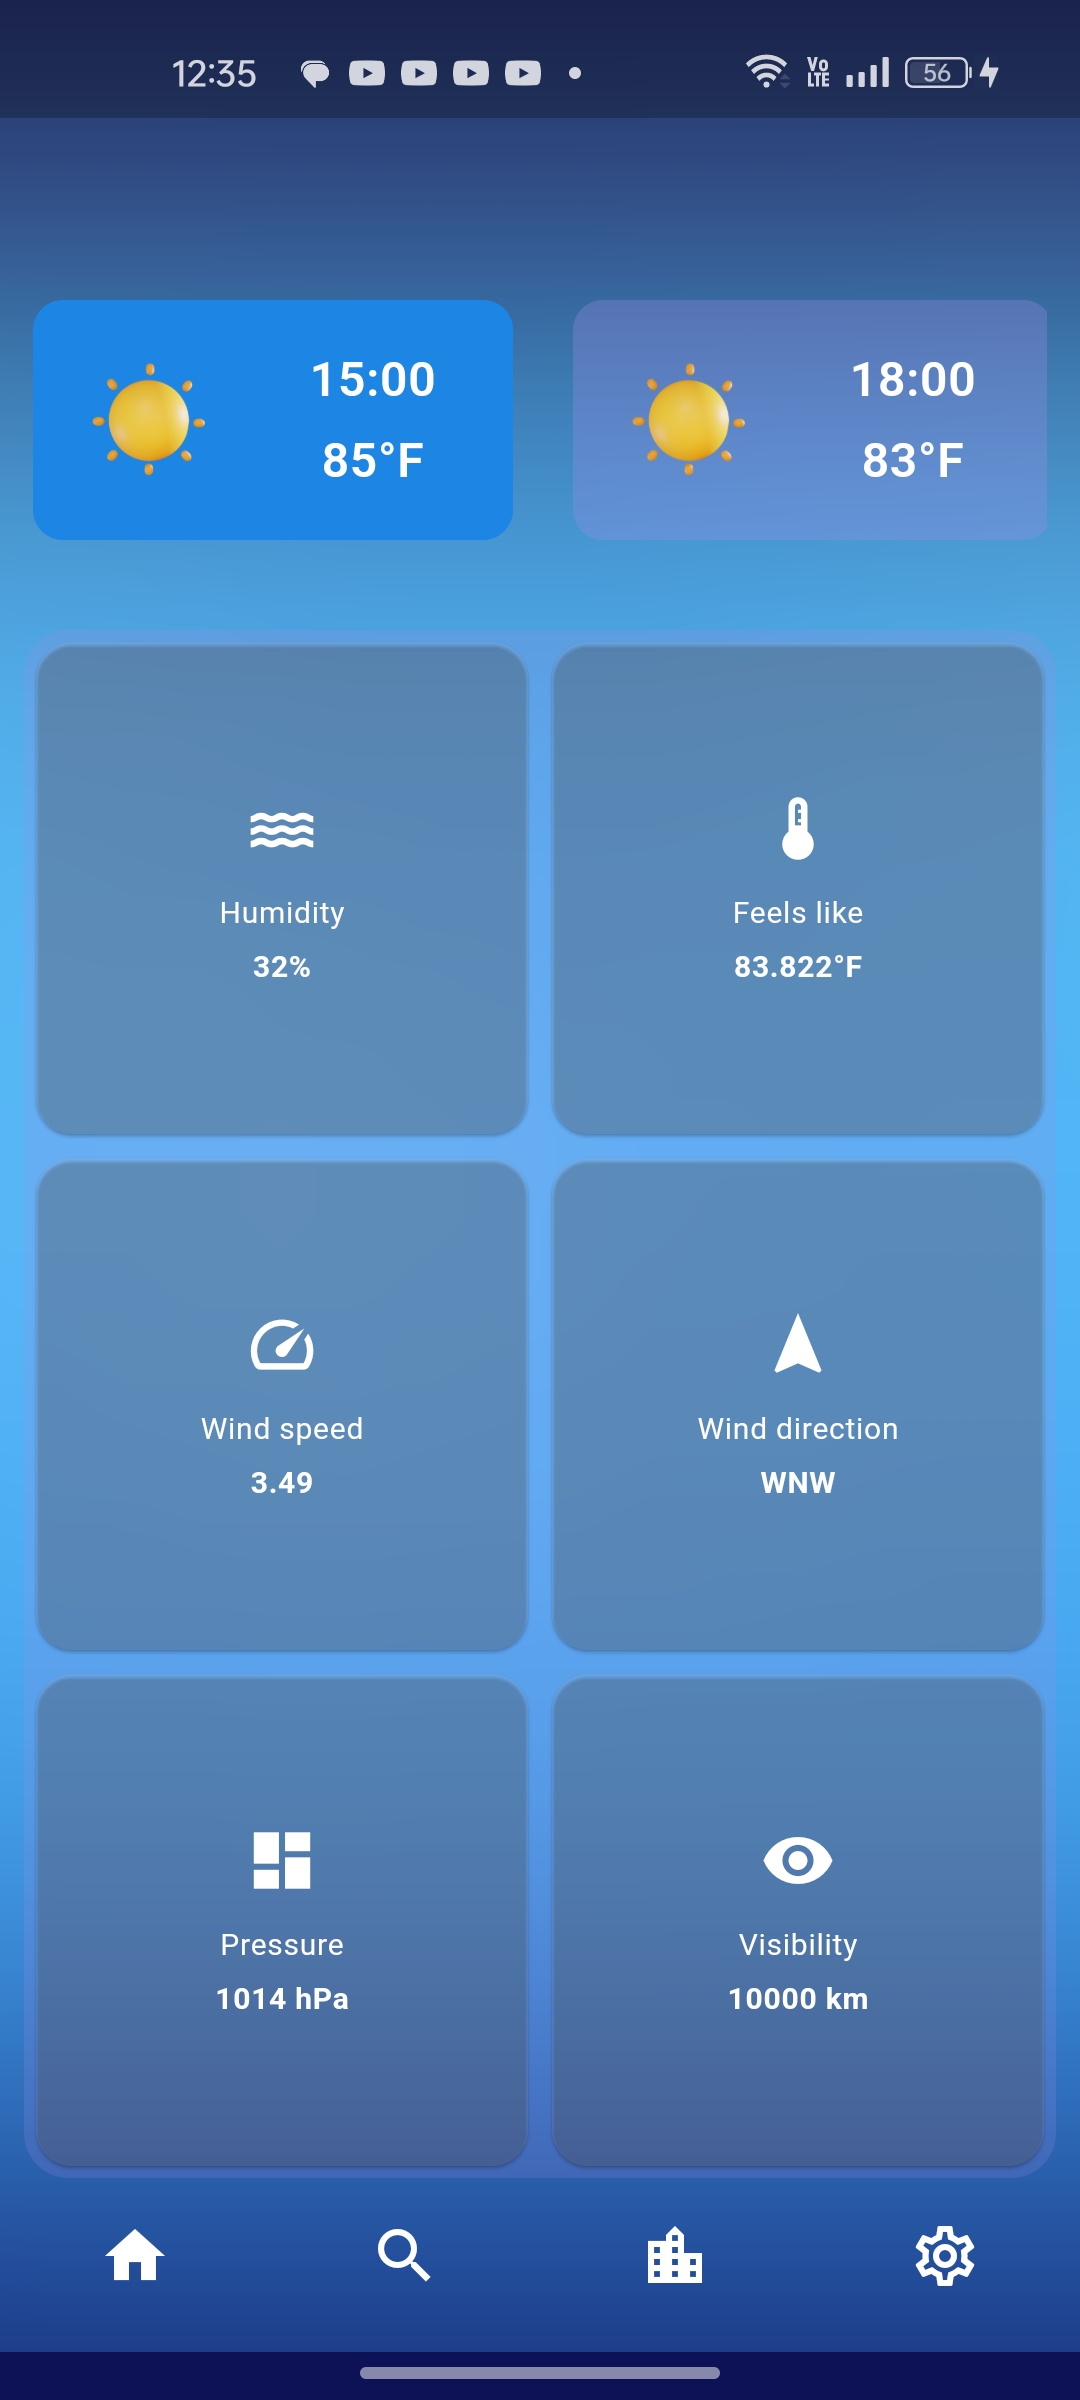 12:35
Vo
LTE
56
15:00
85°F
18:00
83°F
Humidity
32%
Feels like
83.822°F
Wind speed
3.49
Wind direction
WNW
Pressure
1014 hPa
Visibility
10000 km